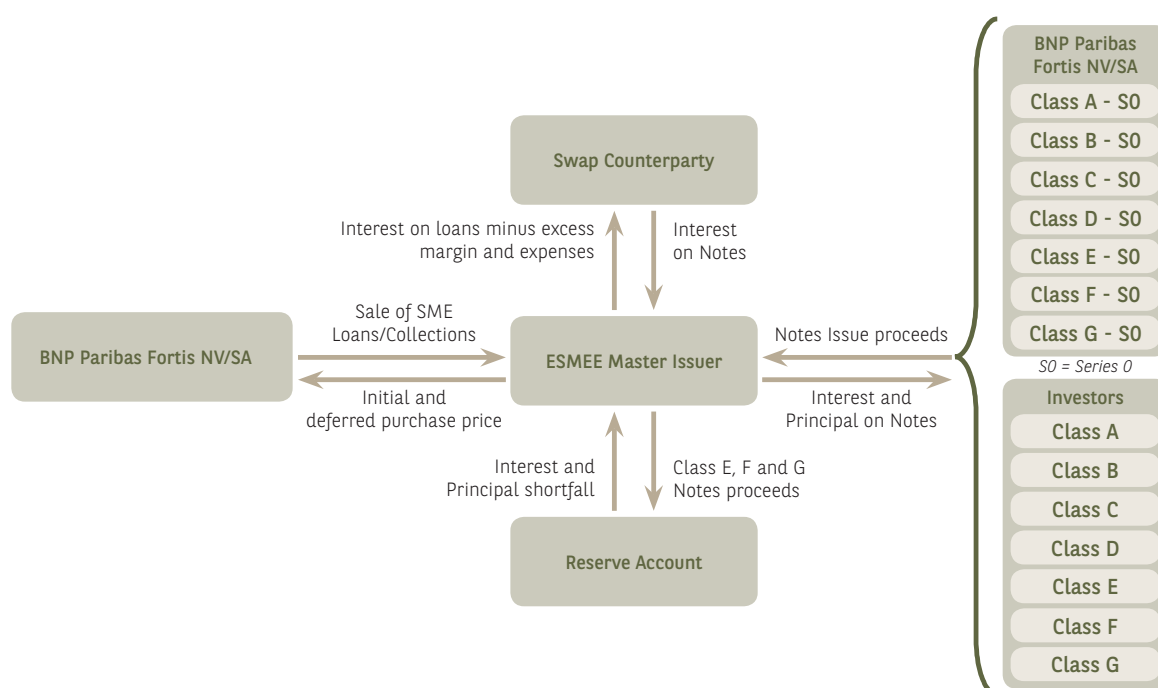 BNP Paribas
Fortis NV/SA
Class A - S0
Class B - S0
Class C - S0
Class D - S0
Class E - S0
Class F - S0
Class G - S0
S0 = Series 0
Investors
Class A
Class B
Class C
Class D
Class E
Class F
Class G
Swap Counterparty
Interest on loans minus excess
margin and expenses
Interest
on Notes
BNP Paribas Fortis NV/SA
Sale of SME
Loans/Collections
Initial and
deferred purchase price
ESMEE Master Issuer
Notes Issue proceeds
Interest and
Principal on Notes
Interest and
Principal shortfall
Class E, F and G
Notes proceeds
Reserve Account